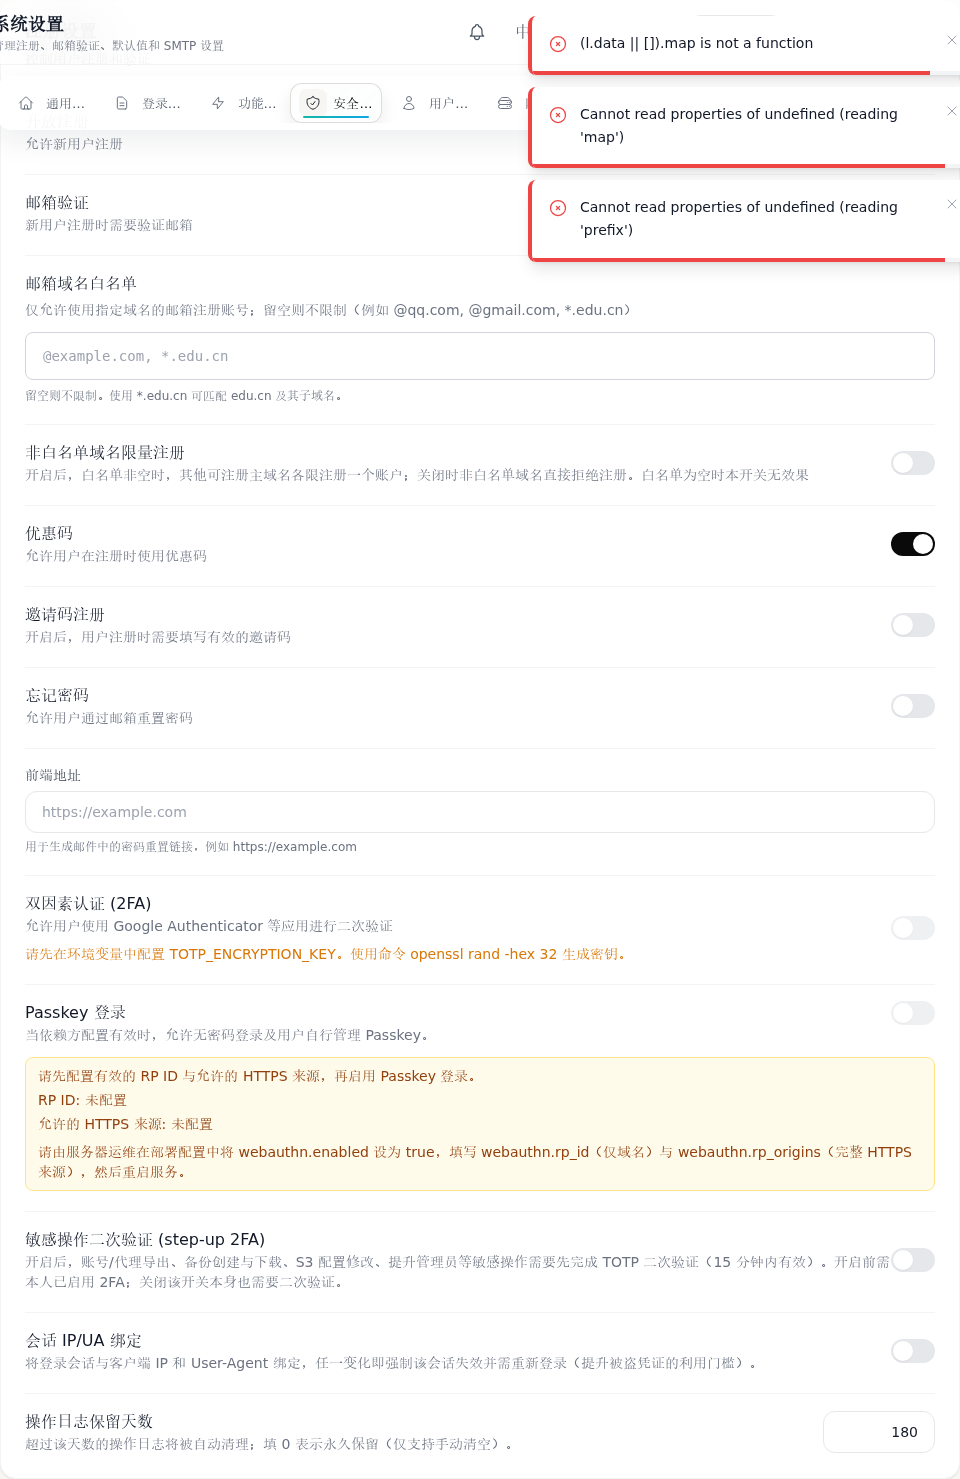 系统设置
管理注册、邮箱验证、默认值和 SMTP 设置
中
(l.data || []).map is not a function
Cannot read properties of undefined (reading
'map')
Cannot read properties of undefined (reading
'prefix')
通用...
登录...
功能...
安全...
用户...
允许新用户注册
邮箱验证
新用户注册时需要验证邮箱
邮箱域名白名单
仅允许使用指定域名的邮箱注册账号；留空则不限制（例如 @qq.com, @gmail.com, *.edu.cn）
@example.com, *.edu.cn
留空则不限制。使用 *.edu.cn 可匹配 edu.cn 及其子域名。
非白名单域名限量注册
开启后，白名单非空时，其他可注册主域名各限注册一个账户；关闭时非白名单域名直接拒绝注册。白名单为空时本开关无效果
优惠码
允许用户在注册时使用优惠码
邀请码注册
开启后，用户注册时需要填写有效的邀请码
忘记密码
允许用户通过邮箱重置密码
前端地址
https://example.com
用于生成邮件中的密码重置链接，例如 https://example.com
双因素认证 (2FA)
允许用户使用 Google Authenticator 等应用进行二次验证
请先在环境变量中配置 TOTP_ENCRYPTION_KEY。使用命令 openssl rand -hex 32 生成密钥。
Passkey 登录
当依赖方配置有效时，允许无密码登录及用户自行管理 Passkey。
请先配置有效的 RP ID 与允许的 HTTPS 来源，再启用 Passkey 登录。
RP ID: 未配置
允许的 HTTPS 来源: 未配置
请由服务器运维在部署配置中将 webauthn.enabled 设为 true，填写 webauthn.rp_id（仅域名）与 webauthn.rp_origins（完整 HTTPS
来源），然后重启服务。
敏感操作二次验证 (step-up 2FA)
开启后，账号/代理导出、备份创建与下载、S3 配置修改、提升管理员等敏感操作需要先完成 TOTP 二次验证（15 分钟内有效）。开启前需
本人已启用 2FA；关闭该开关本身也需要二次验证。
会话 IP/UA 绑定
将登录会话与客户端 IP 和 User-Agent 绑定，任一变化即强制该会话失效并需重新登录（提升被盗凭证的利用门槛）。
操作日志保留天数
超过该天数的操作日志将被自动清理；填 0 表示永久保留（仅支持手动清空）。
180